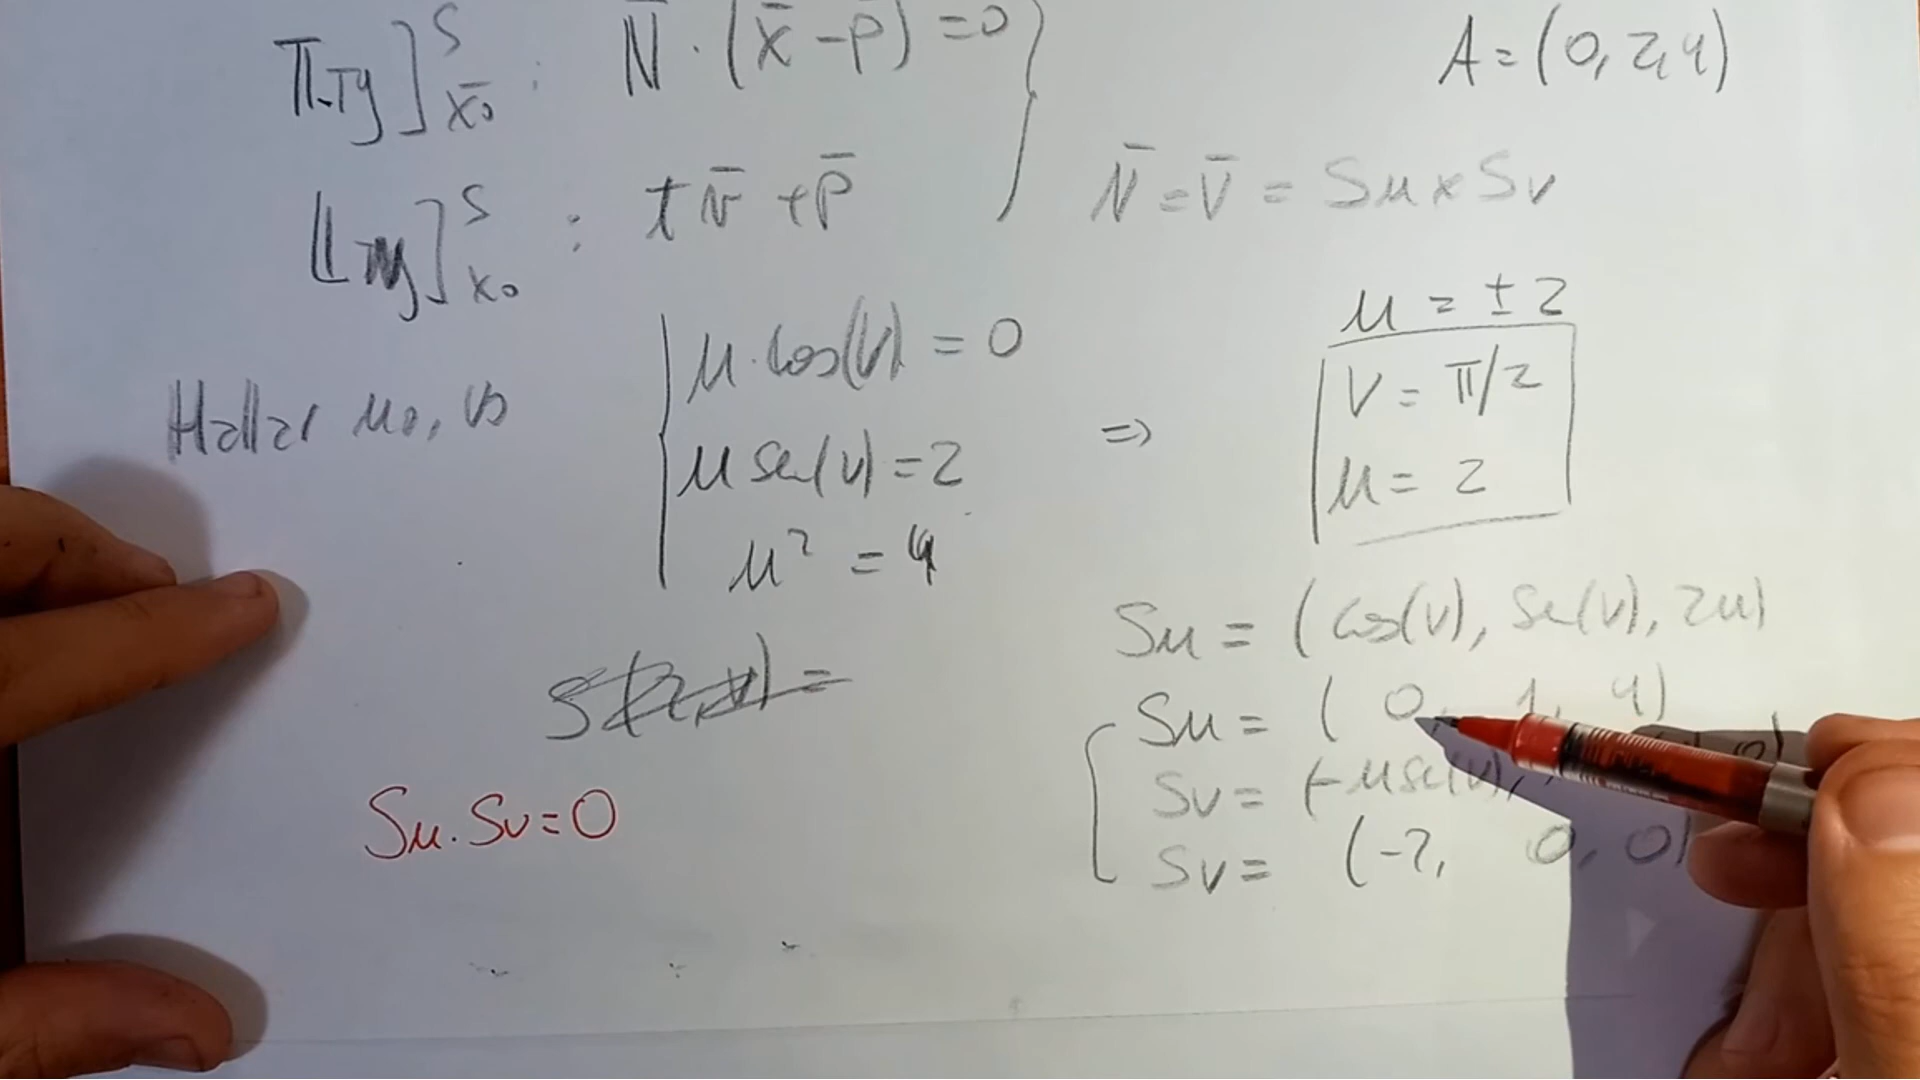 π.Tg]ˢ_x̄₀ : N̄ · (x̄ - p̄) = 0
A = (0, 2, 4)
]ˢ_x₀ : t N̄ + P̄
N̄ = V̄ = Su x Sv
Hallar u₀, v₀
u · cos(v) = 0
u sen(v) = 2
u² = 4
=>
u = ± 2
V = π/2
u = 2
Su = (cos(v), sen(v), 2u)
Su = ( 0, 1, 4)
Sv = (-u sen(v),
Sv = (-2, 0, 0)
Su . Sv = 0